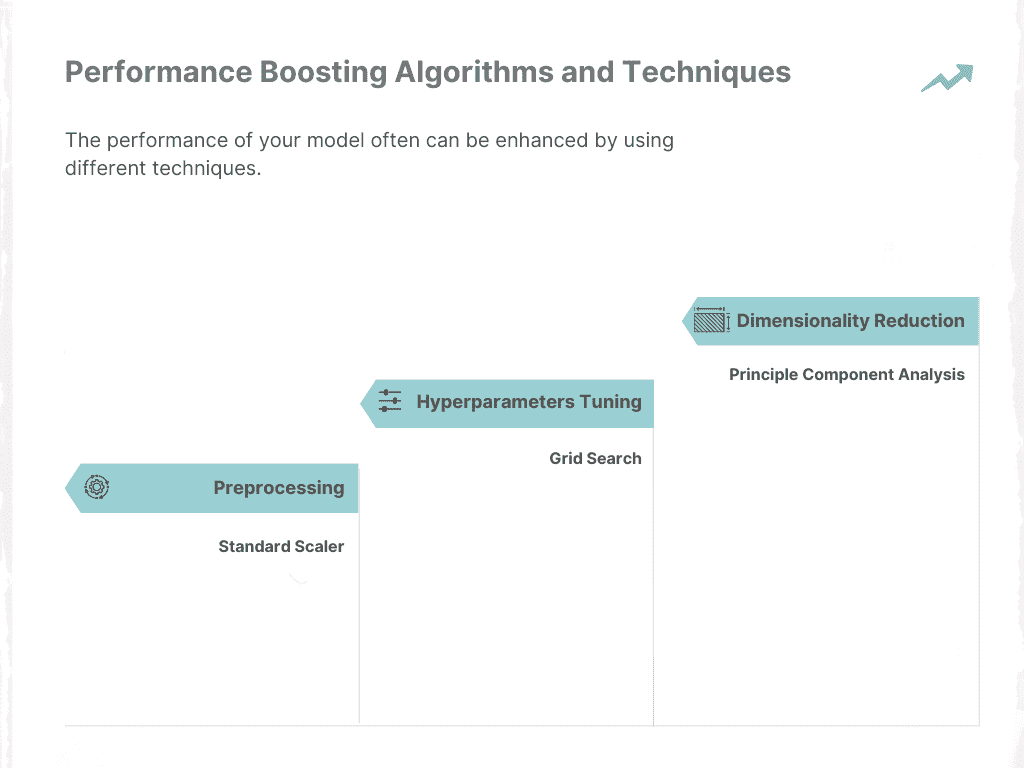 Performance Boosting Algorithms and Techniques
The performance of your model often can be enhanced by using
different techniques.
Dimensionality Reduction
Principle Component Analysis
Hyperparameters Tuning
Grid Search
Preprocessing
Standard Scaler